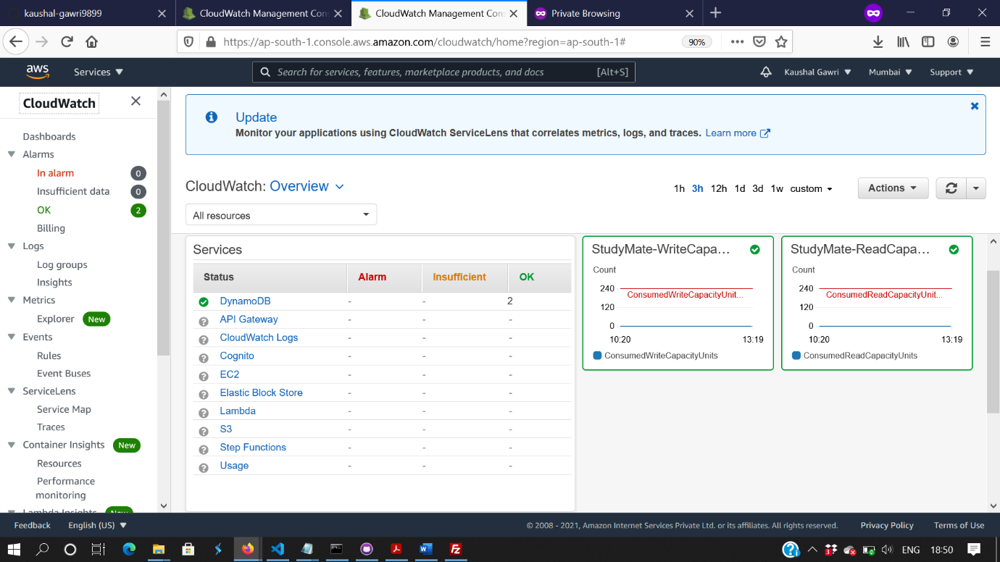 kaushal-gawri9899
CloudWatch Management Con
CloudWatch Management Con
Private Browsing
https://ap-south-1.console.aws.amazon.com/cloudwatch/home?region=ap-south-1#
90%
aws
Services
Search for services, features, marketplace products, and docs
[Alt+S]
Kaushal Gawri
Mumbai
Support
CloudWatch
Dashboards
Alarms
In alarm 0
Insufficient data 0
OK 2
Billing
Logs
Log groups
Insights
Metrics
Explorer New
Events
Rules
Event Buses
ServiceLens
Service Map
Traces
Container Insights New
Resources
Performance
monitoring
Lambda Insights New
Update
Monitor your applications using CloudWatch ServiceLens that correlates metrics, logs, and traces. Learn more
CloudWatch: Overview
1h 3h 12h 1d 3d 1w custom
Actions
All resources
Services
Status Alarm Insufficient OK
DynamoDB - - 2
API Gateway - - -
CloudWatch Logs - - -
Cognito - - -
EC2 - - -
Elastic Block Store - - -
Lambda - - -
S3 - - -
Step Functions - - -
Usage - - -
StudyMate-WriteCapa...
Count
240
ConsumedWriteCapacityUnit...
120
0
10:20 13:19
ConsumedWriteCapacityUnits
StudyMate-ReadCapa...
Count
240
ConsumedReadCapacityUnit...
120
0
10:20 13:19
ConsumedReadCapacityUnits
Feedback
English (US)
© 2008 - 2021, Amazon Internet Services Private Ltd. or its affiliates. All rights reserved.
Privacy Policy
Terms of Use
3
ENG
18:50